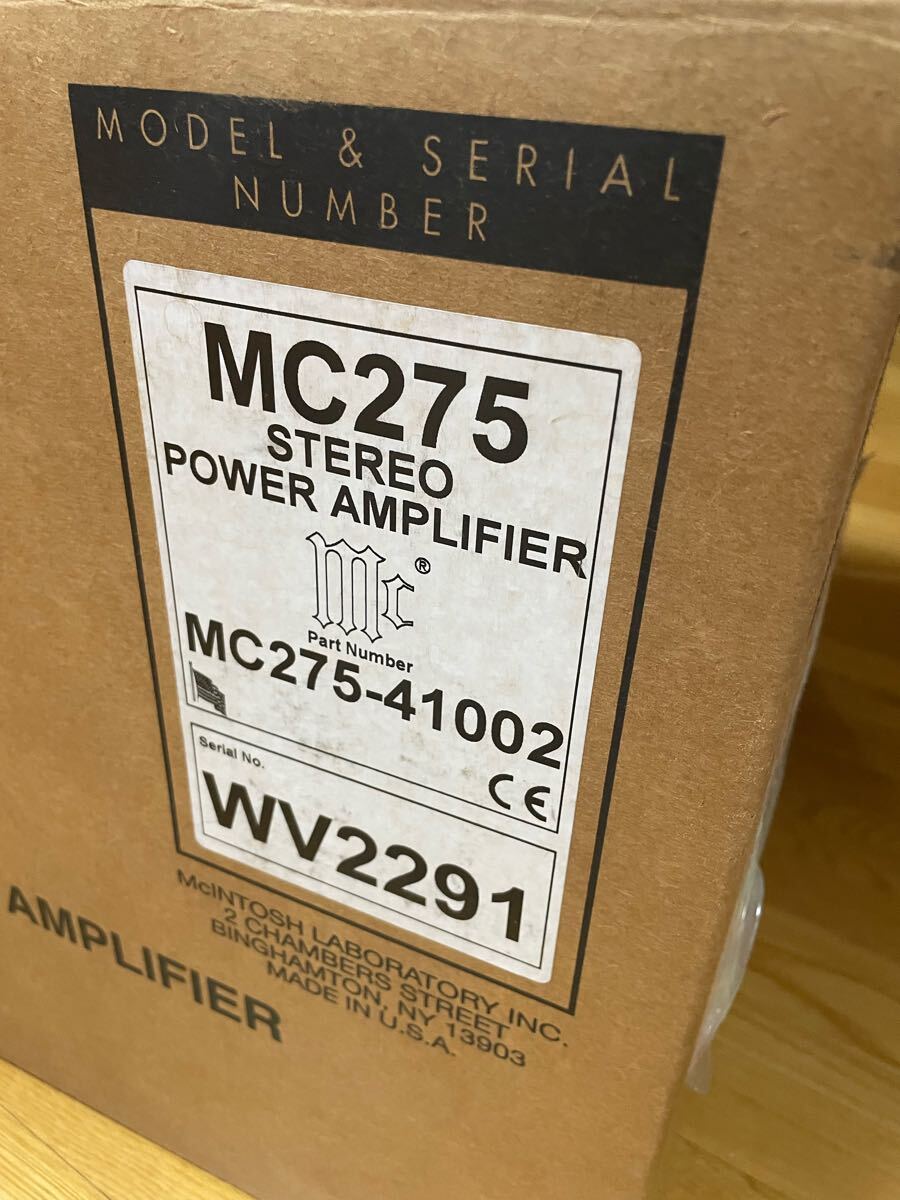 MODEL & SERIAL
NUMBER
MC275
STEREO
POWER AMPLIFIER
Mc®
Part Number
MC275-41002
CE
Serial No.
WV2291
McINTOSH LABORATORY INC.
2 CHAMBERS STREET
BINGHAMTON, NY 13903
MADE IN U.S.A.
AMPLIFIER